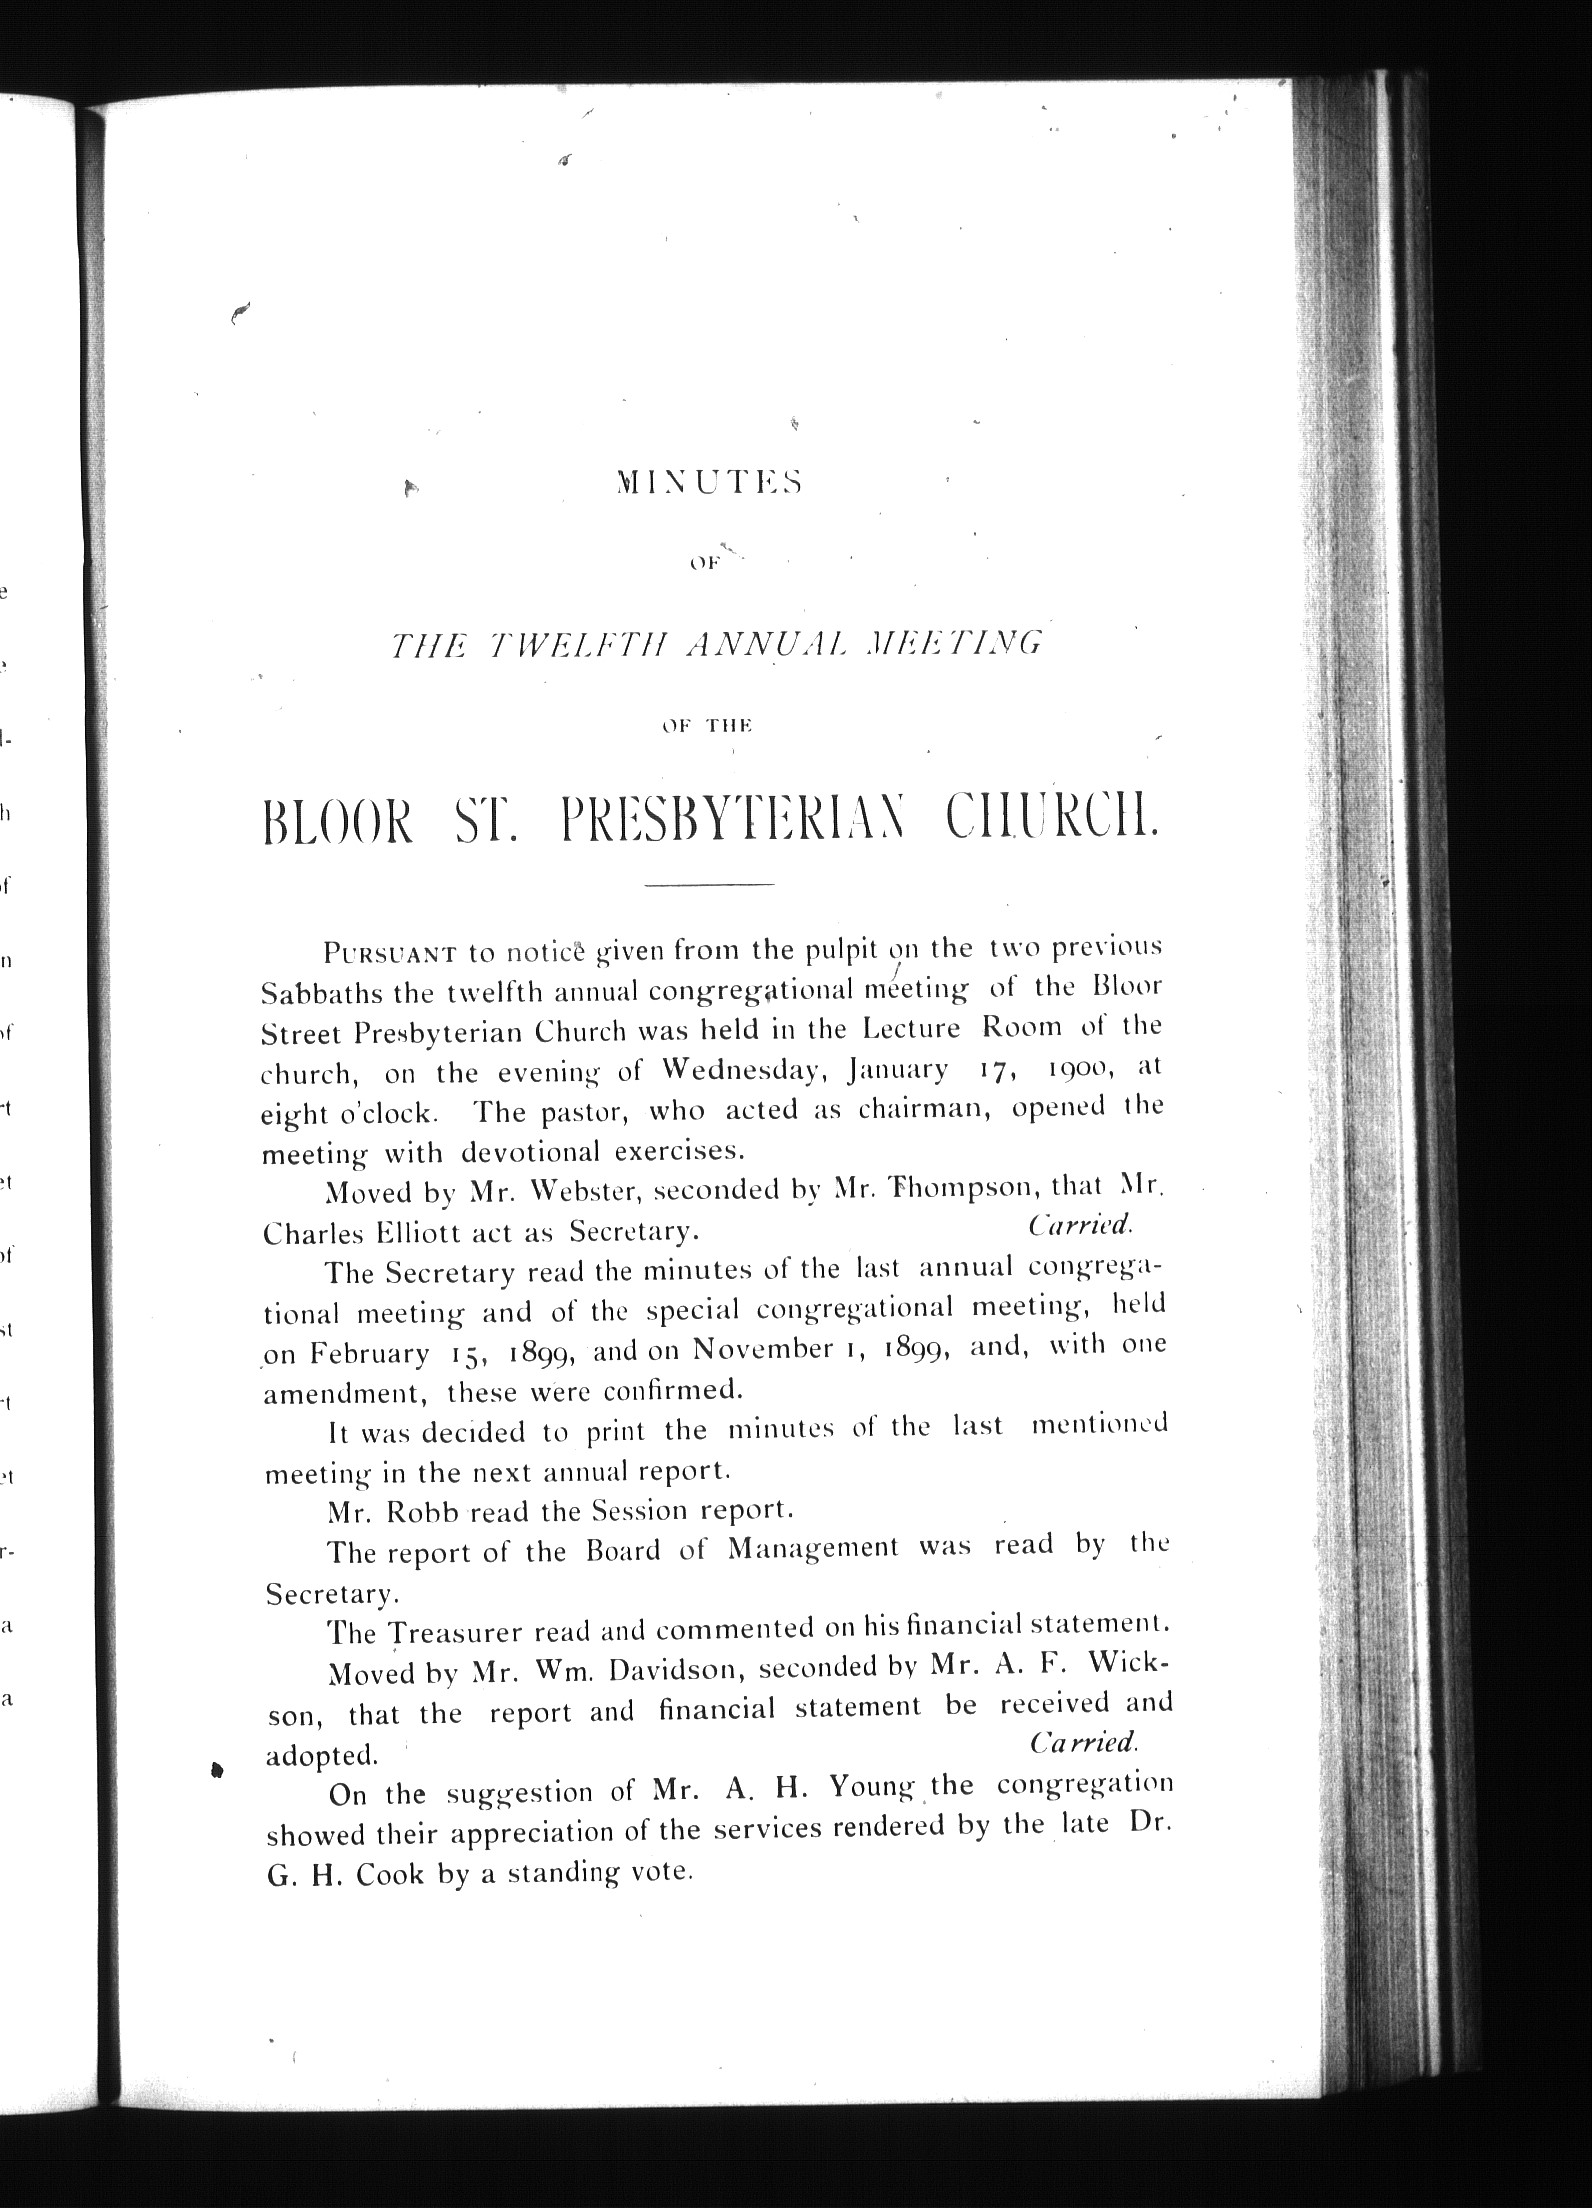 MINUTES
OF
THE TWELFTH ANNUAL MEETING
OF THE
BLOOR ST. PRESBYTERIAN CHURCH.
PURSUANT to notice given from the pulpit on the two previous
Sabbaths the twelfth annual congregational meeting of the Bloor
Street Presbyterian Church was held in the Lecture Room of the
church, on the evening of Wednesday, January 17, 1900, at
eight o'clock. The pastor, who acted as chairman, opened the
meeting with devotional exercises.
Moved by Mr. Webster, seconded by Mr. Thompson, that Mr.
Charles Elliott act as Secretary. Carried.
The Secretary read the minutes of the last annual congrega-
tional meeting and of the special congregational meeting, held
on February 15, 1899, and on November 1, 1899, and, with one
amendment, these were confirmed.
It was decided to print the minutes of the last mentioned
meeting in the next annual report.
Mr. Robb read the Session report.
The report of the Board of Management was read by the
Secretary.
The Treasurer read and commented on his financial statement.
Moved by Mr. Wm. Davidson, seconded by Mr. A. F. Wick-
son, that the report and financial statement be received and
adopted. Carried.
On the suggestion of Mr. A. H. Young the congregation
showed their appreciation of the services rendered by the late Dr.
G. H. Cook by a standing vote.